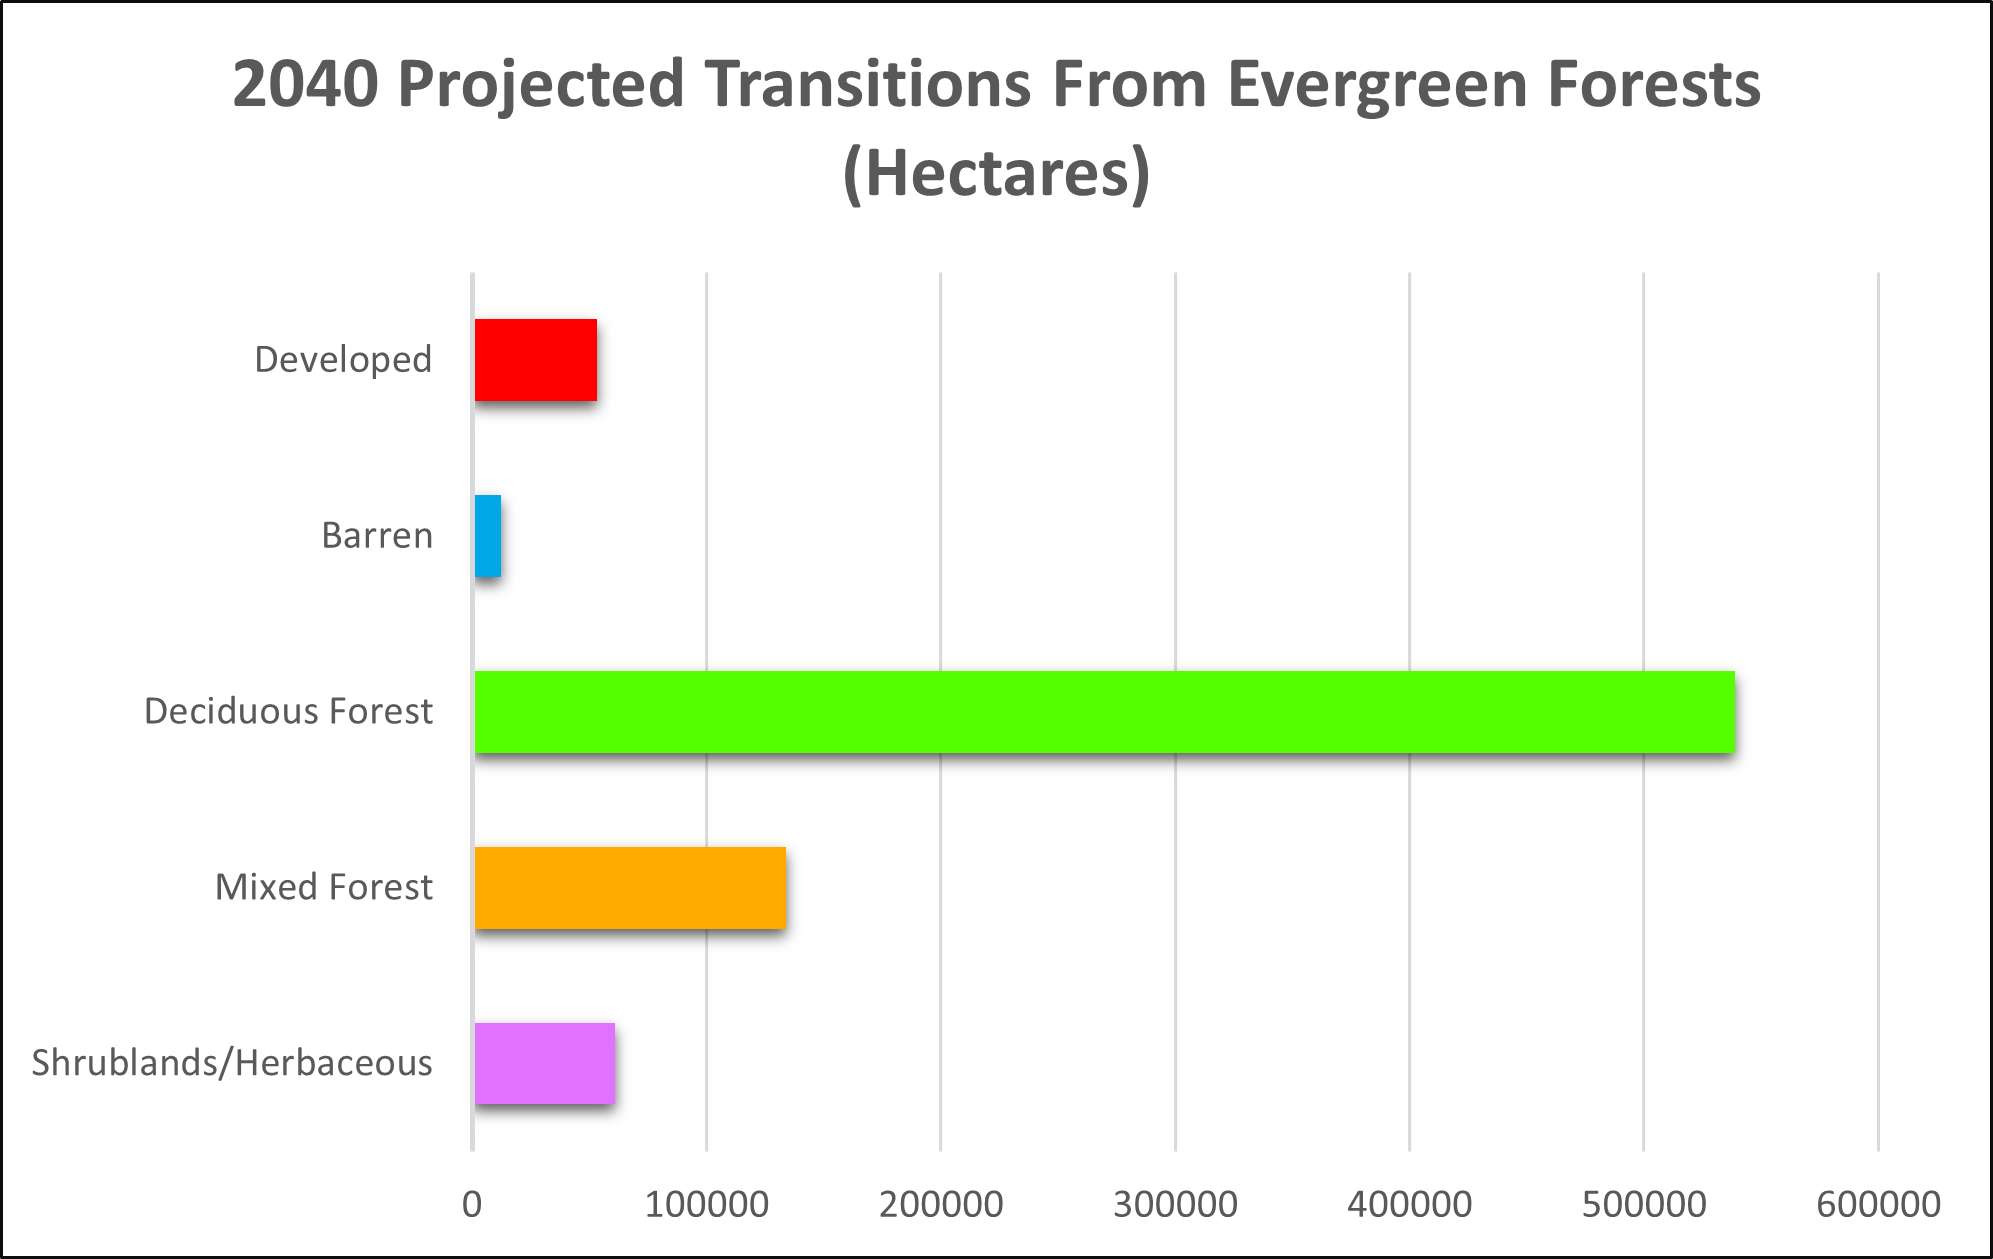 2040 Projected Transitions From Evergreen Forests
(Hectares)
Developed
Barren
Deciduous Forest
Mixed Forest
Shrublands/Herbaceous
0 100000 200000 300000 400000 500000 600000